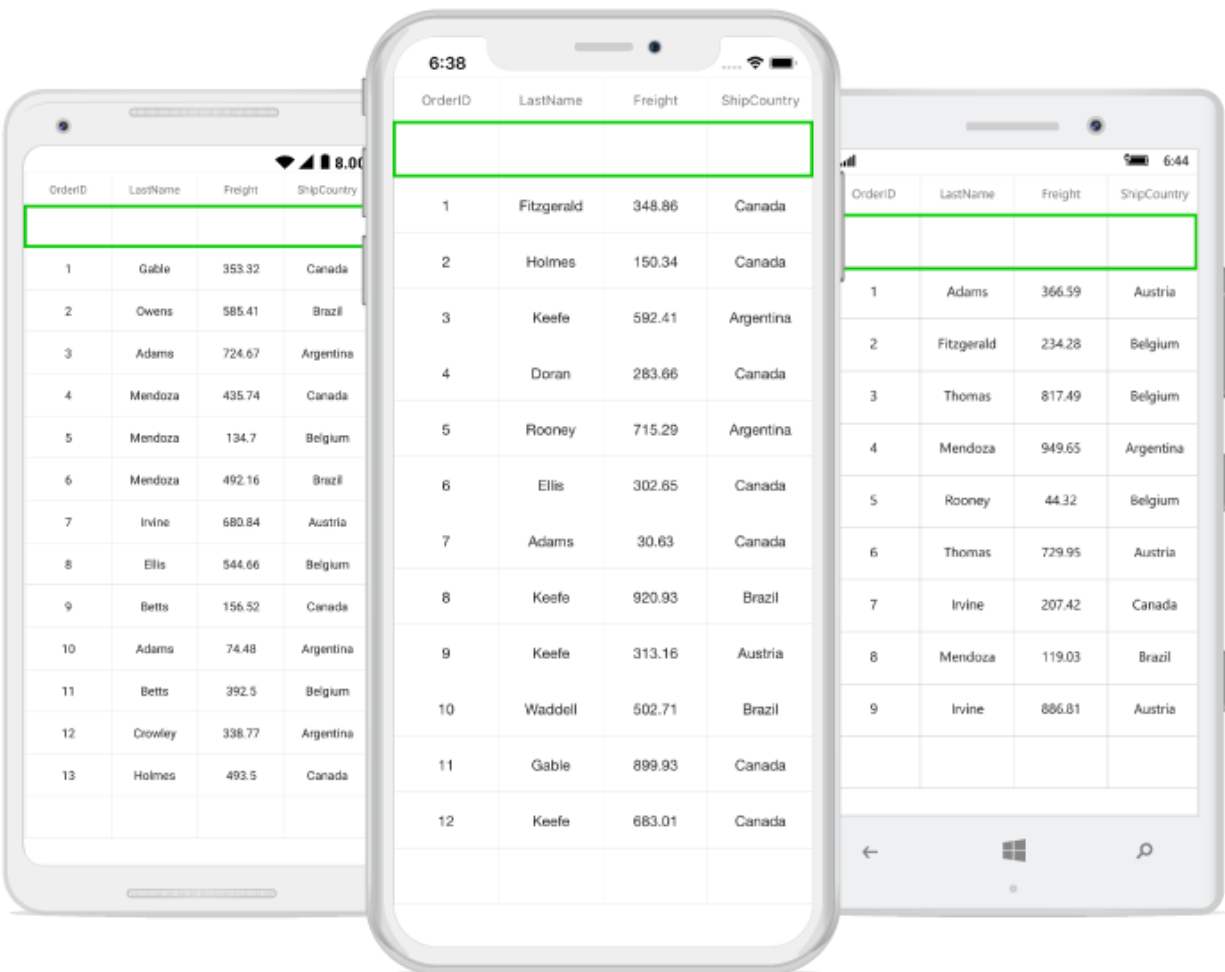 8.00
OrderID LastName Freight ShipCountry
1 Gable 353.32 Canada
2 Owens 585.41 Brazil
3 Adams 724.67 Argentina
4 Mendoza 435.74 Canada
5 Mendoza 134.7 Belgium
6 Mendoza 492.16 Brazil
7 Irvine 680.84 Austria
8 Ellis 544.66 Belgium
9 Betts 156.52 Canada
10 Adams 74.48 Argentina
11 Betts 392.5 Belgium
12 Crowley 338.77 Argentina
13 Holmes 493.5 Canada
6:38
OrderID LastName Freight ShipCountry
1 Fitzgerald 348.86 Canada
2 Holmes 150.34 Canada
3 Keefe 592.41 Argentina
4 Doran 283.66 Canada
5 Rooney 715.29 Argentina
6 Ellis 302.65 Canada
7 Adams 30.63 Canada
8 Keefe 920.93 Brazil
9 Keefe 313.16 Austria
10 Waddell 502.71 Brazil
11 Gable 899.93 Canada
12 Keefe 683.01 Canada
6:44
OrderID LastName Freight ShipCountry
1 Adams 366.59 Austria
2 Fitzgerald 234.28 Belgium
3 Thomas 817.49 Belgium
4 Mendoza 949.65 Argentina
5 Rooney 44.32 Belgium
6 Thomas 729.95 Austria
7 Irvine 207.42 Canada
8 Mendoza 119.03 Brazil
9 Irvine 886.81 Austria